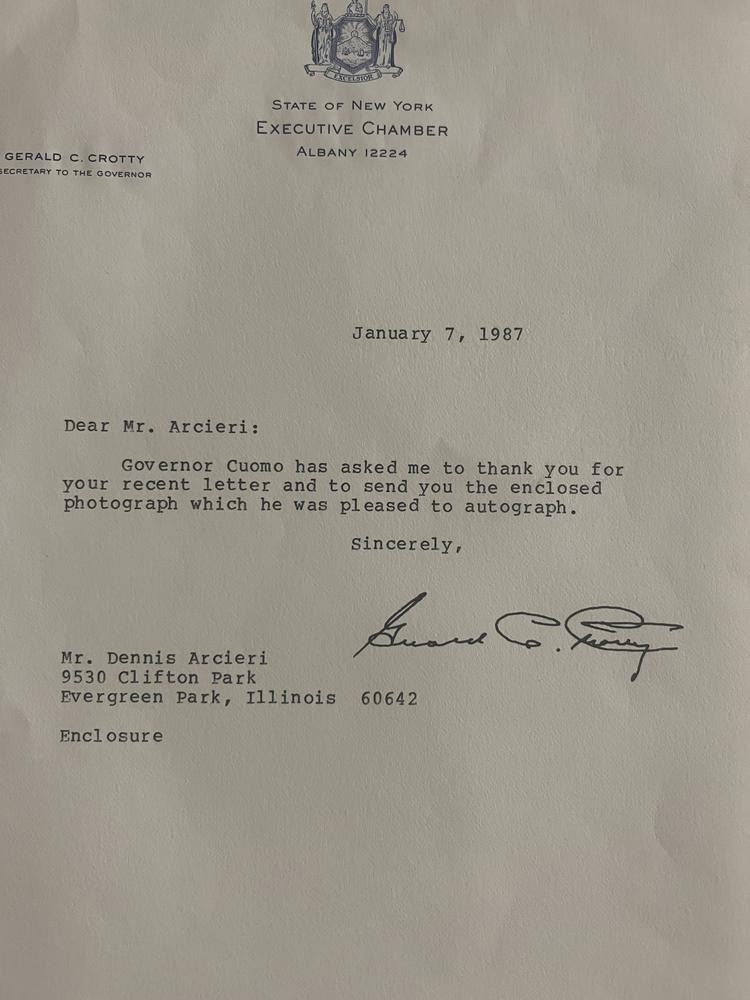 EXCELSIOR
STATE OF NEW YORK
EXECUTIVE CHAMBER
ALBANY 12224
GERALD C. CROTTY
SECRETARY TO THE GOVERNOR
January 7, 1987
Dear Mr. Arcieri:
Governor Cuomo has asked me to thank you for
your recent letter and to send you the enclosed
photograph which he was pleased to autograph.
Sincerely,
Gerald C. Crotty
Mr. Dennis Arcieri
9530 Clifton Park
Evergreen Park, Illinois 60642
Enclosure